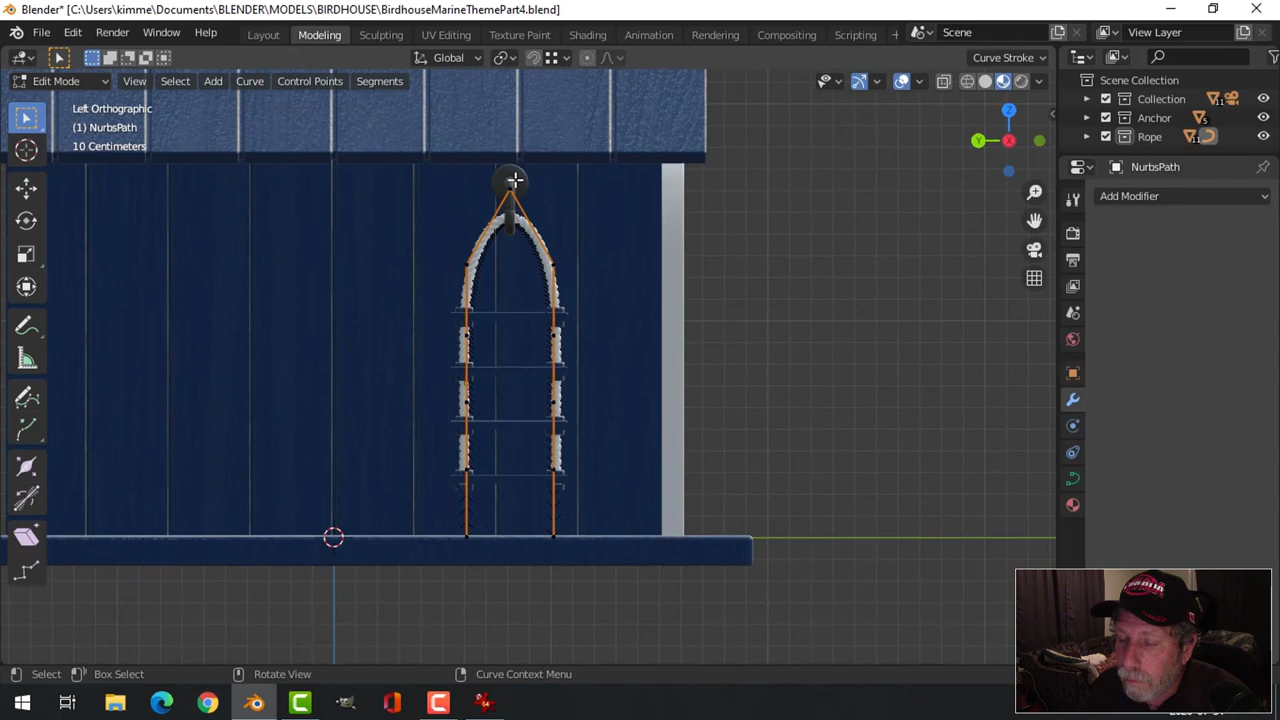 Blender* [C:\Users\kimme\Documents\BLENDER\MODELS\BIRDHOUSE\BirdhouseMarineThemePart4.blend]
File Edit Render Window Help Layout Modeling Sculpting UV Editing Texture Paint Shading Animation Rendering Compositing Scripting Scene View Layer
Global Curve Stroke
Edit Mode View Select Add Curve Control Points Segments
Left Orthographic
(1) NurbsPath
10 Centimeters
Z
Y
X
Scene Collection
Collection 11
Anchor 5
Rope 11
NurbsPath
Add Modifier
Select Box Select Rotate View Curve Context Menu